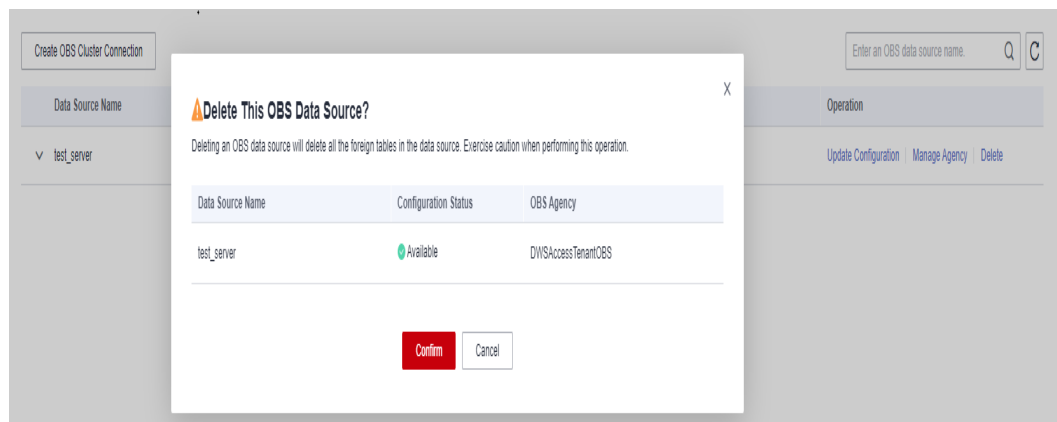 Create OBS Cluster Connection
Enter an OBS data source name.
Data Source Name
Operation
test_server
Update Configuration | Manage Agency | Delete
Delete This OBS Data Source?
Deleting an OBS data source will delete all the foreign tables in the data source. Exercise caution when performing this operation.
Data Source Name Configuration Status OBS Agency
test_server Available DWSAccessTenantOBS
Confirm Cancel